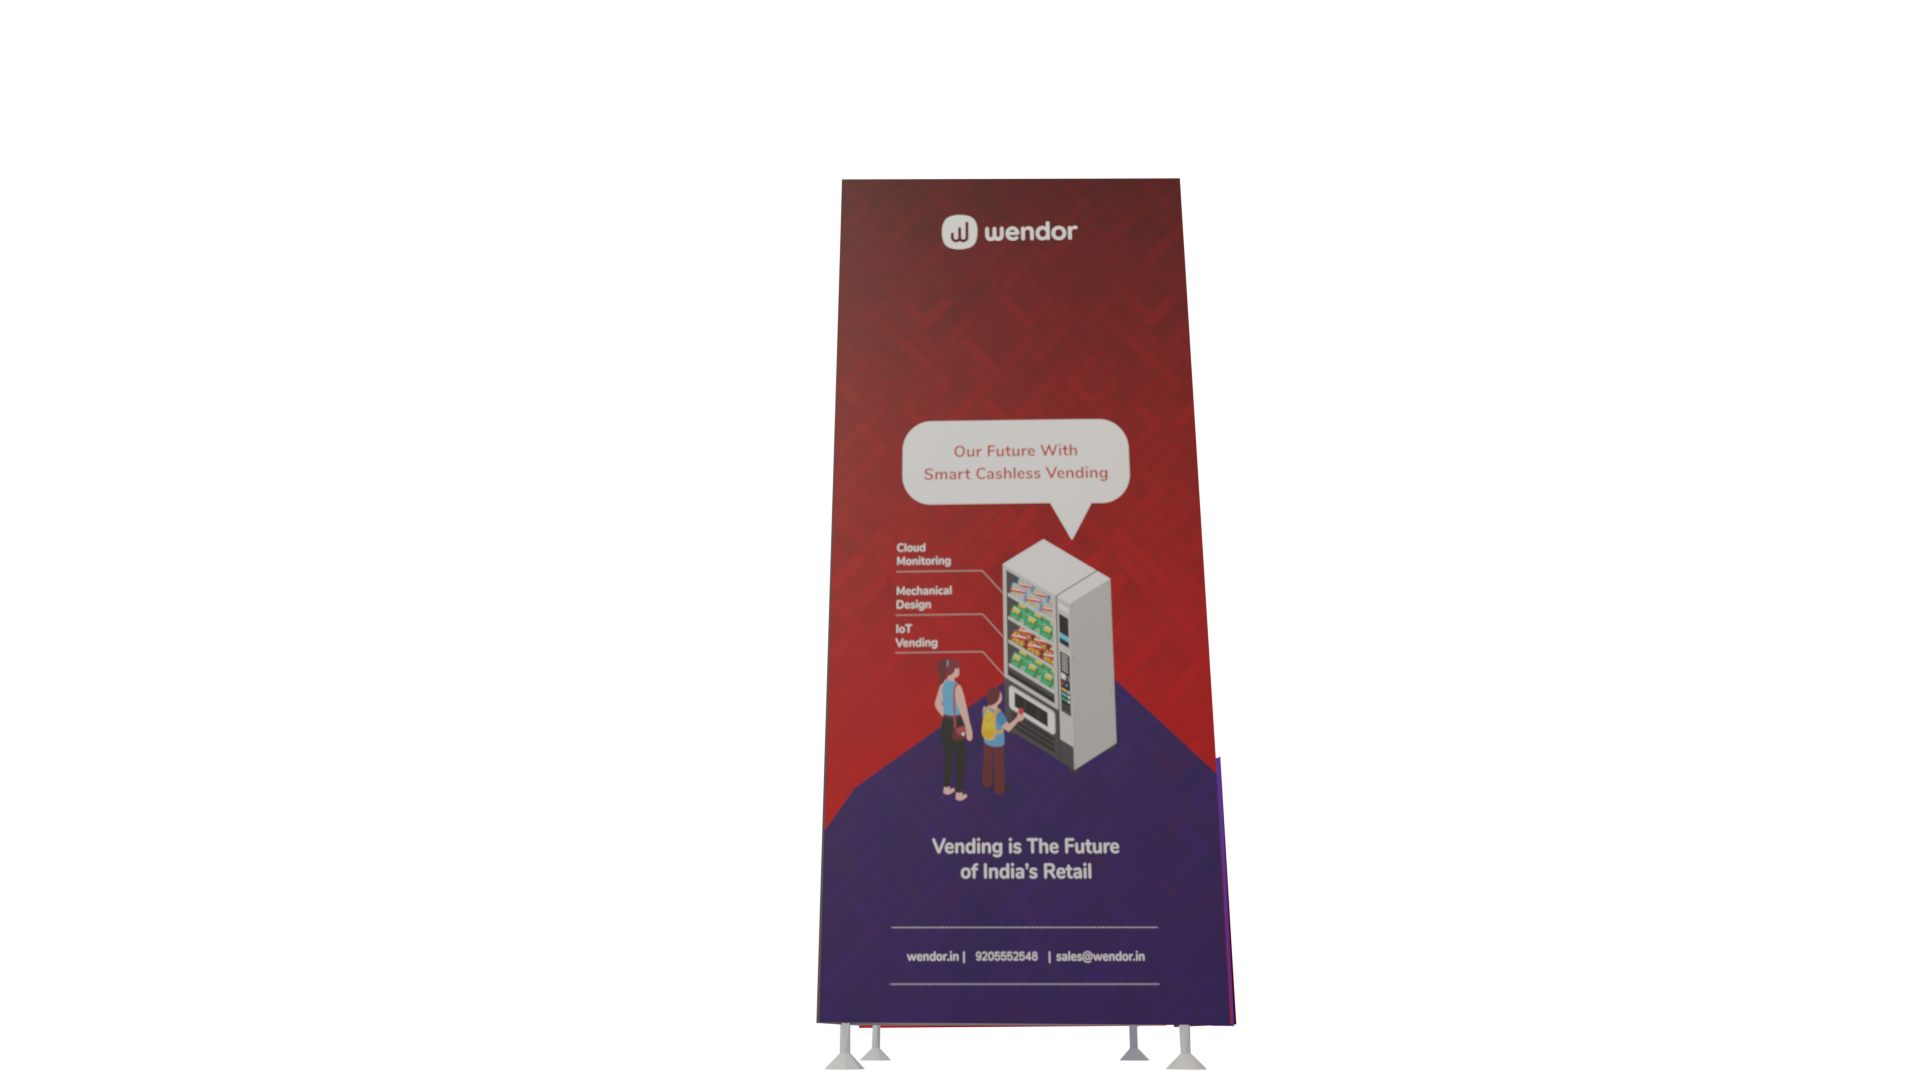 wendor
Our Future With
Smart Cashless Vending
Cloud
Monitoring
Mechanical
Design
IoT
Vending
Vending is The Future
of India's Retail
wendor.in | 9205552548 | sales@wendor.in